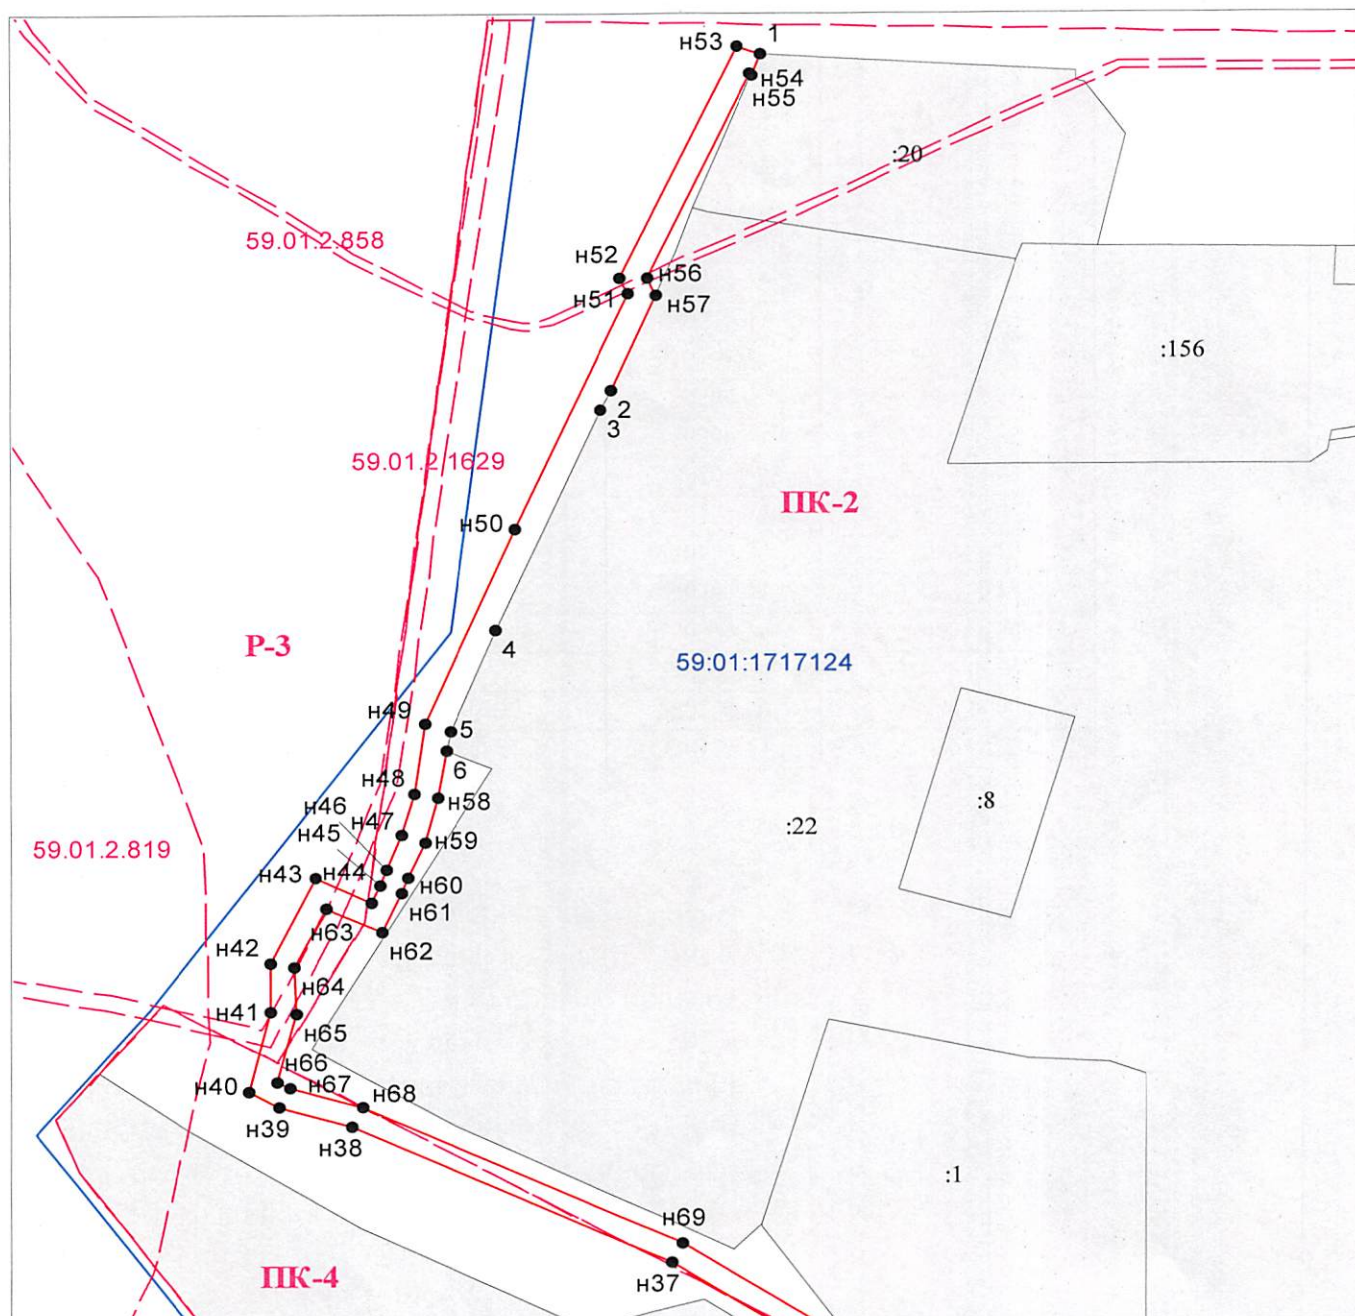 н53
1
н54
н55
:20
59.01.2.858
н52
н56
н51
н57
:156
2
3
59.01.2.1629
ПК-2
н50
Р-3
4
59:01:1717124
н49
5
6
н48
н58
н46
н47
н45
н59
:8
:22
59.01.2.819
н43
н44
н60
н61
н63
н62
н42
н64
н41
н65
н66
н40
н67
н68
н39
н38
:1
н69
н37
ПК-4